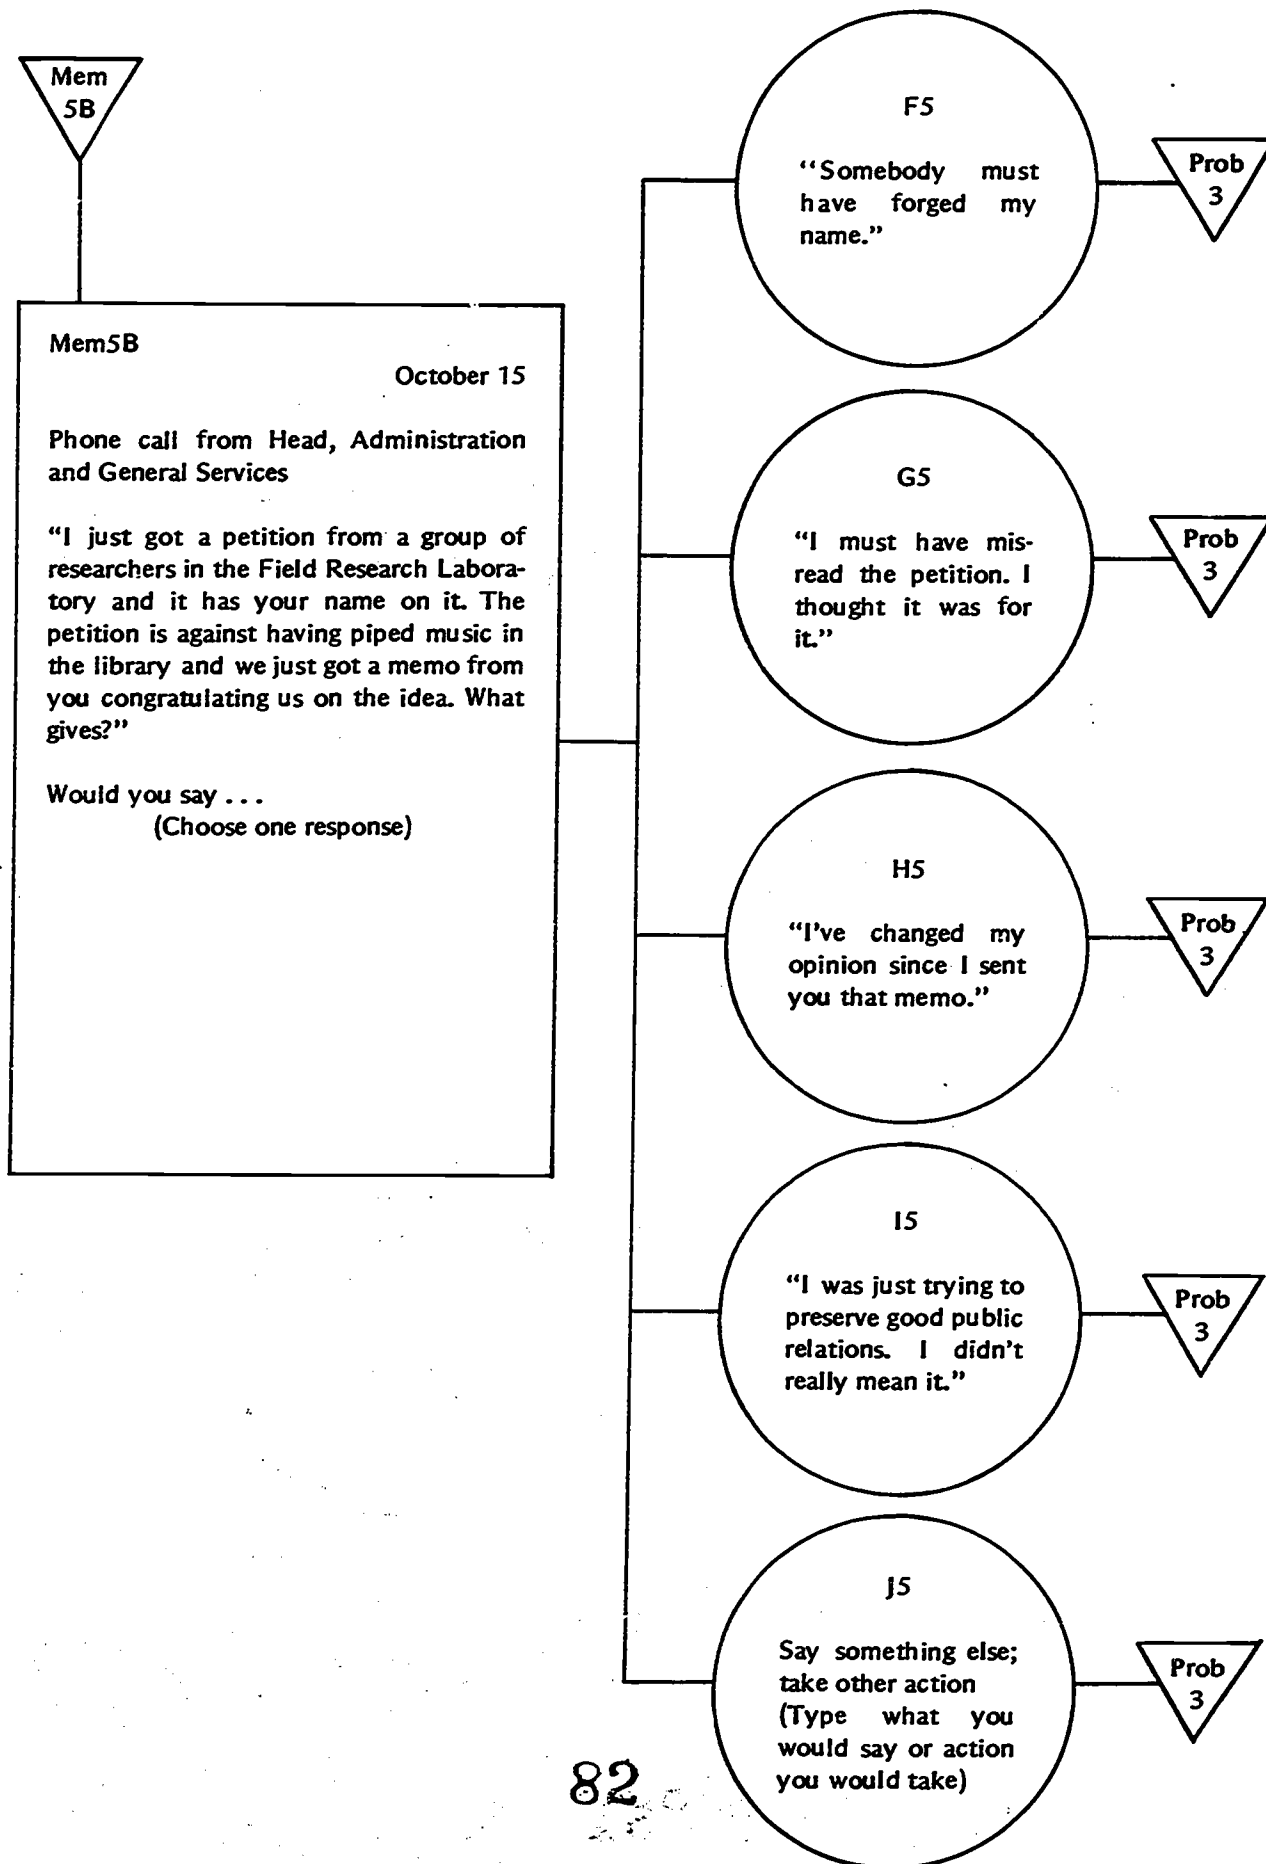 Mem
5B
Mem5B
October 15
Phone call from Head, Administration
and General Services
“I just got a petition from a group of
researchers in the Field Research Labora-
tory and it has your name on it. The
petition is against having piped music in
the library and we just got a memo from
you congratulating us on the idea. What
gives?”
Would you say ...
(Choose one response)
F5
“Somebody must
have forged my
name.”
Prob
3
G5
“I must have mis-
read the petition. I
thought it was for
it.”
Prob
3
H5
“I’ve changed my
opinion since I sent
you that memo.”
Prob
3
I5
“I was just trying to
preserve good public
relations. I didn’t
really mean it.”
Prob
3
J5
Say something else;
take other action
(Type what you
would say or action
you would take)
Prob
3
82